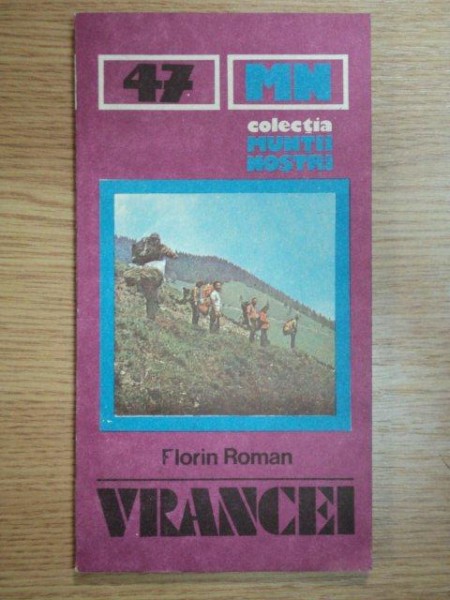 47 MN
colecția
MUNȚII
NOȘTRI
Florin Roman
VRANCEI